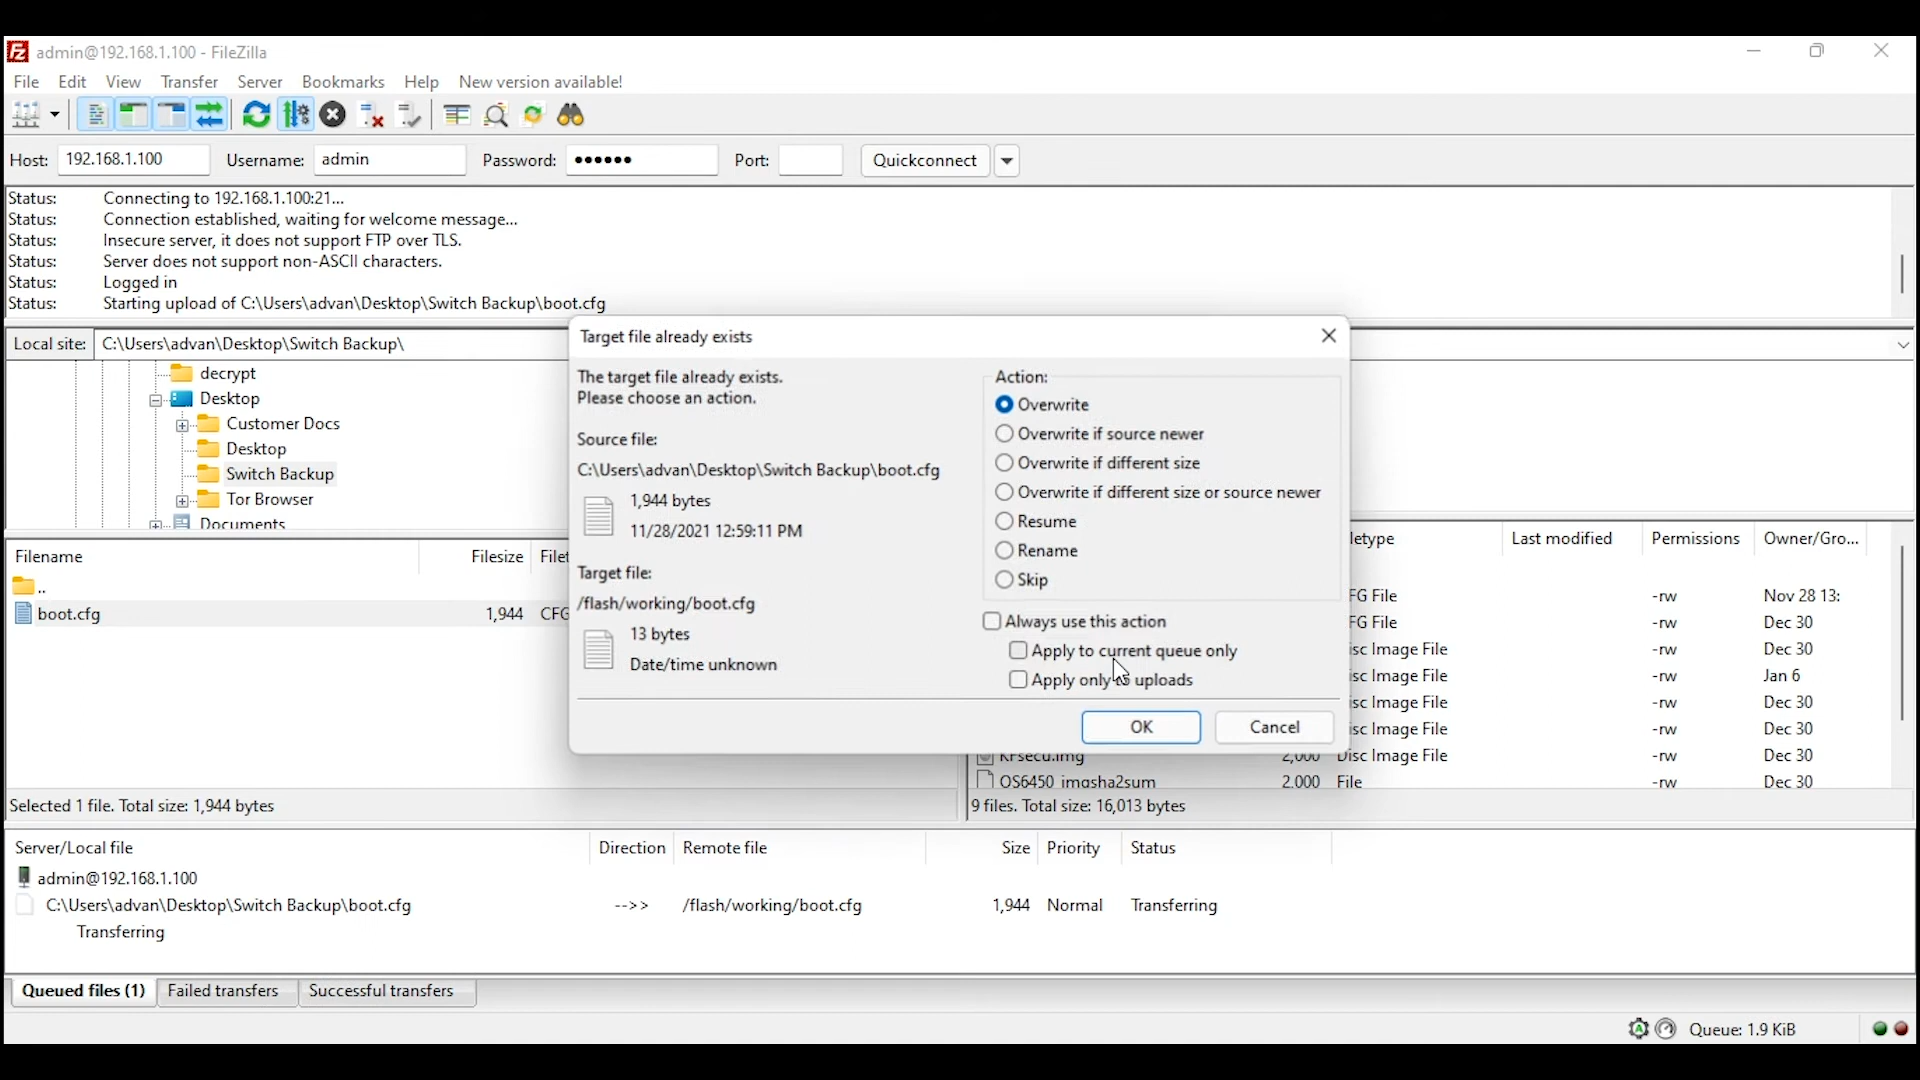 admin@192.168.1.100 - FileZilla
File Edit View Transfer Server Bookmarks Help New version available!
Host: 192.168.1.100 Username: admin Password: •••••• Port: Quickconnect
Status: Connecting to 192.168.1.100:21...
Status: Connection established, waiting for welcome message...
Status: Insecure server, it does not support FTP over TLS.
Status: Server does not support non-ASCII characters.
Status: Logged in
Status: Starting upload of C:\Users\advan\Desktop\Switch Backup\boot.cfg
Local site: C:\Users\advan\Desktop\Switch Backup\
decrypt
Desktop
Customer Docs
Desktop
Switch Backup
Tor Browser
Documents
Filename Filesize Filet
..
boot.cfg 1,944 CFG
Selected 1 file. Total size: 1,944 bytes
Target file already exists
The target file already exists.
Please choose an action.
Source file:
C:\Users\advan\Desktop\Switch Backup\boot.cfg
1,944 bytes
11/28/2021 12:59:11 PM
Target file:
/flash/working/boot.cfg
13 bytes
Date/time unknown
Action:
Overwrite
Overwrite if source newer
Overwrite if different size
Overwrite if different size or source newer
Resume
Rename
Skip
Always use this action
Apply to current queue only
Apply only to uploads
OK Cancel
letype Last modified Permissions Owner/Gro...
FG File -rw Nov 28 13:
FG File -rw Dec 30
isc Image File -rw Dec 30
isc Image File -rw Jan 6
isc Image File -rw Dec 30
isc Image File -rw Dec 30
KFsecu.img 2,000 Disc Image File -rw Dec 30
OS6450_imgsha2sum 2,000 File -rw Dec 30
9 files. Total size: 16,013 bytes
Server/Local file Direction Remote file Size Priority Status
admin@192.168.1.100
C:\Users\advan\Desktop\Switch Backup\boot.cfg -->> /flash/working/boot.cfg 1,944 Normal Transferring
Transferring
Queued files (1) Failed transfers Successful transfers
Queue: 1.9 KiB